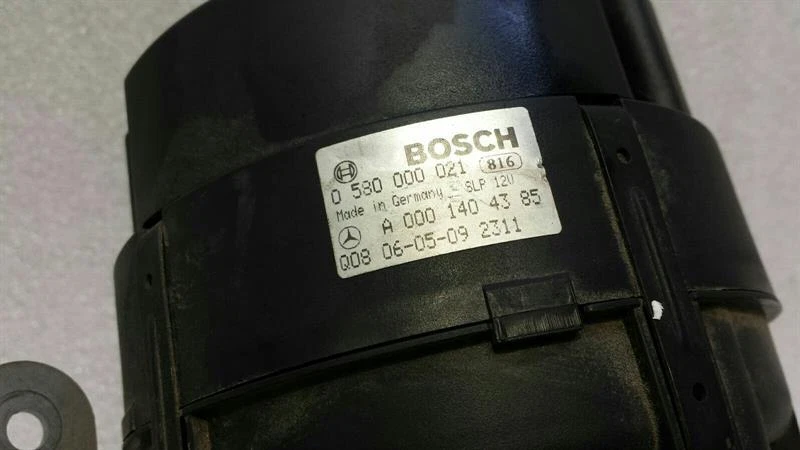 BOSCH
0 580 000 021 816
Made in Germany SLP 12V
A 000 140 43 85
Q08 06-05-09 2311